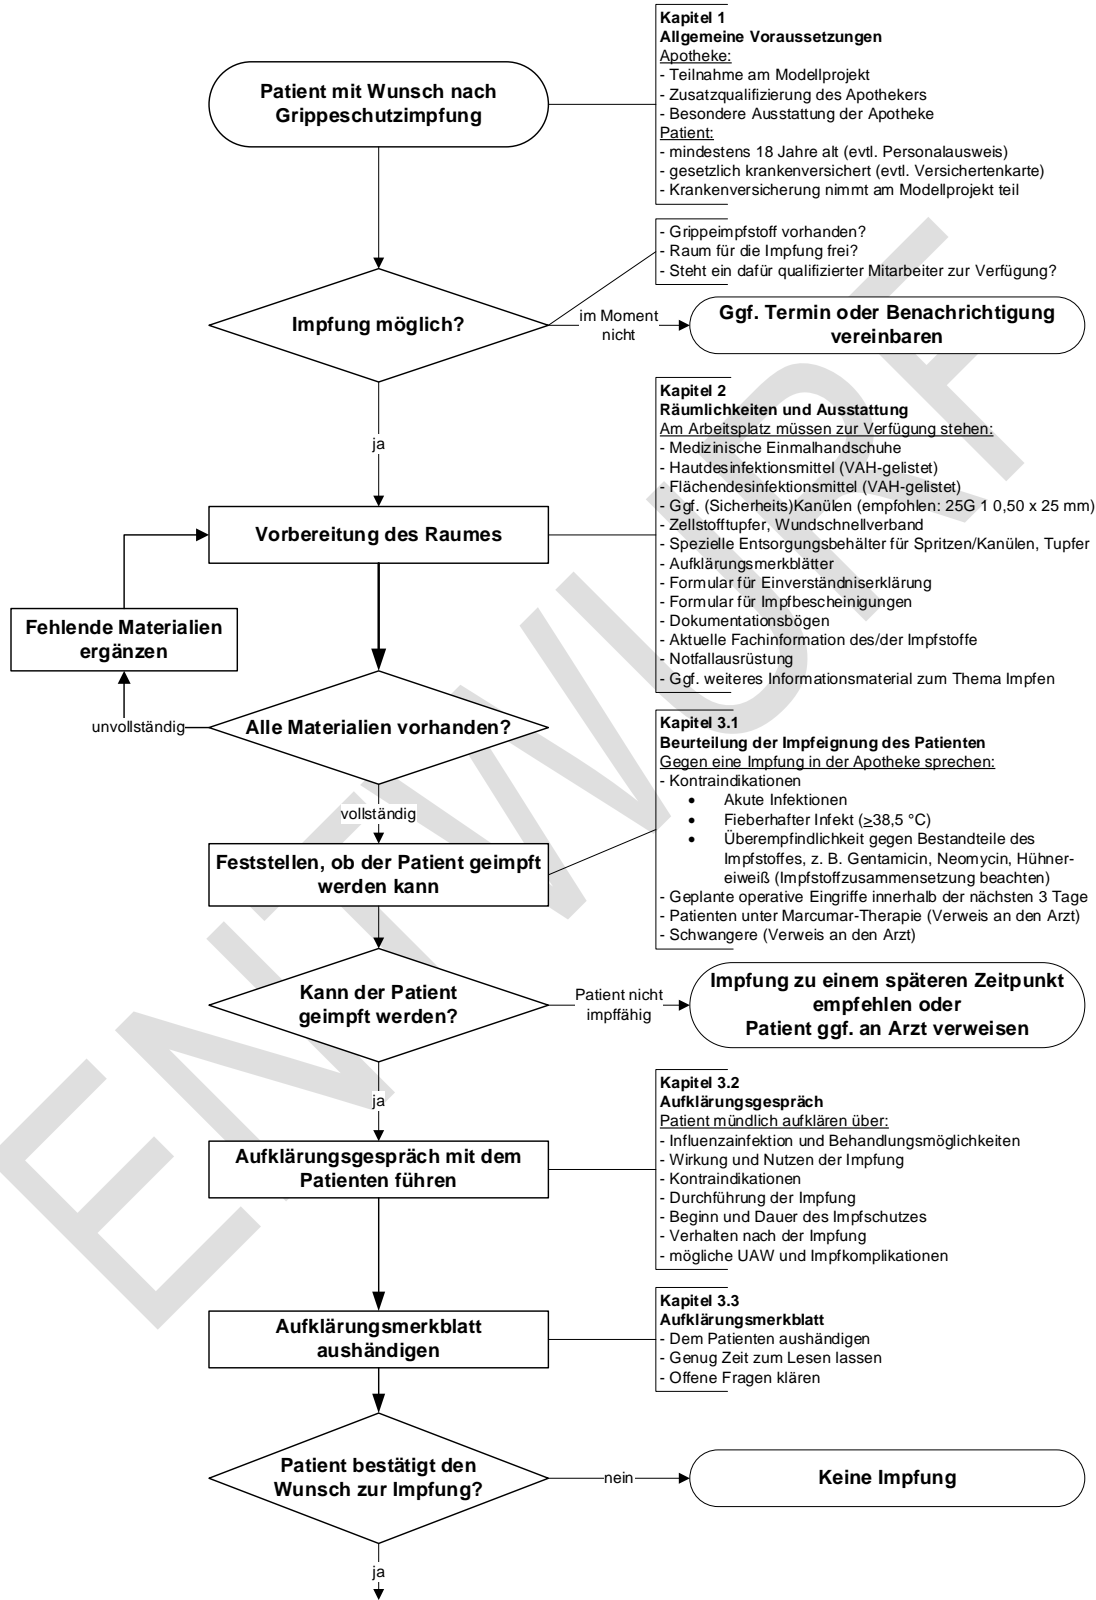 Kapitel 1
Allgemeine Voraussetzungen
Apotheke:
- Teilnahme am Modellprojekt
- Zusatzqualifizierung des Apothekers
- Besondere Ausstattung der Apotheke
Patient:
- mindestens 18 Jahre alt (evtl. Personalausweis)
- gesetzlich krankenversichert (evtl. Versichertenkarte)
- Krankenversicherung nimmt am Modellprojekt teil
Patient mit Wunsch nach
Grippeschutzimpfung
- Grippeimpfstoff vorhanden?
- Raum für die Impfung frei?
- Steht ein dafür qualifizierter Mitarbeiter zur Verfügung?
Impfung möglich?
im Moment
nicht
Ggf. Termin oder Benachrichtigung
vereinbaren
ja
Kapitel 2
Räumlichkeiten und Ausstattung
Am Arbeitsplatz müssen zur Verfügung stehen:
- Medizinische Einmalhandschuhe
- Hautdesinfektionsmittel (VAH-gelistet)
- Flächendesinfektionsmittel (VAH-gelistet)
- Ggf. (Sicherheits)Kanülen (empfohlen: 25G 1 0,50 x 25 mm)
- Zellstofftupfer, Wundschnellverband
- Spezielle Entsorgungsbehälter für Spritzen/Kanülen, Tupfer
- Aufklärungsmerkblätter
- Formular für Einverständniserklärung
- Formular für Impfbescheinigungen
- Dokumentationsbögen
- Aktuelle Fachinformation des/der Impfstoffe
- Notfallausrüstung
- Ggf. weiteres Informationsmaterial zum Thema Impfen
Vorbereitung des Raumes
Fehlende Materialien
ergänzen
unvollständig
Alle Materialien vorhanden?
vollständig
Kapitel 3.1
Beurteilung der Impfeignung des Patienten
Gegen eine Impfung in der Apotheke sprechen:
- Kontraindikationen
• Akute Infektionen
• Fieberhafter Infekt (≥38,5 °C)
• Überempfindlichkeit gegen Bestandteile des
Impfstoffes, z. B. Gentamicin, Neomycin, Hühner-
eiweiß (Impfstoffzusammensetzung beachten)
- Geplante operative Eingriffe innerhalb der nächsten 3 Tage
- Patienten unter Marcumar-Therapie (Verweis an den Arzt)
- Schwangere (Verweis an den Arzt)
Feststellen, ob der Patient geimpft
werden kann
Kann der Patient
geimpft werden?
Patient nicht
impffähig
Impfung zu einem späteren Zeitpunkt
empfehlen oder
Patient ggf. an Arzt verweisen
ja
Kapitel 3.2
Aufklärungsgespräch
Patient mündlich aufklären über:
- Influenzainfektion und Behandlungsmöglichkeiten
- Wirkung und Nutzen der Impfung
- Kontraindikationen
- Durchführung der Impfung
- Beginn und Dauer des Impfschutzes
- Verhalten nach der Impfung
- mögliche UAW und Impfkomplikationen
Aufklärungsgespräch mit dem
Patienten führen
Kapitel 3.3
Aufklärungsmerkblatt
- Dem Patienten aushändigen
- Genug Zeit zum Lesen lassen
- Offene Fragen klären
Aufklärungsmerkblatt
aushändigen
Patient bestätigt den
Wunsch zur Impfung?
nein
Keine Impfung
ja
ENTWURF